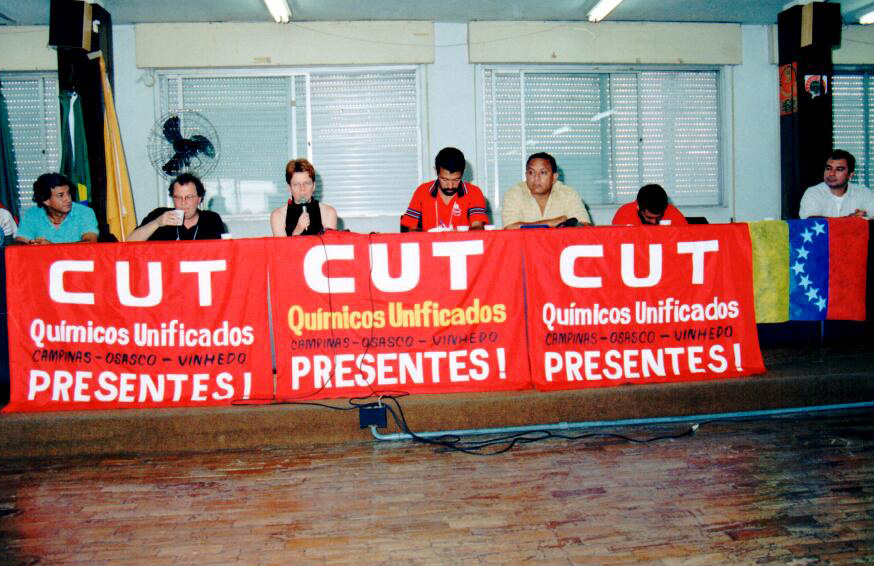 CUT
Químicos Unificados
CAMPINAS - OSASCO - VINHEDO
PRESENTES!
CUT
Químicos Unificados
CAMPINAS - OSASCO - VINHEDO
PRESENTES!
CUT
Químicos Unificados
CAMPINAS - OSASCO - VINHEDO
PRESENTES!